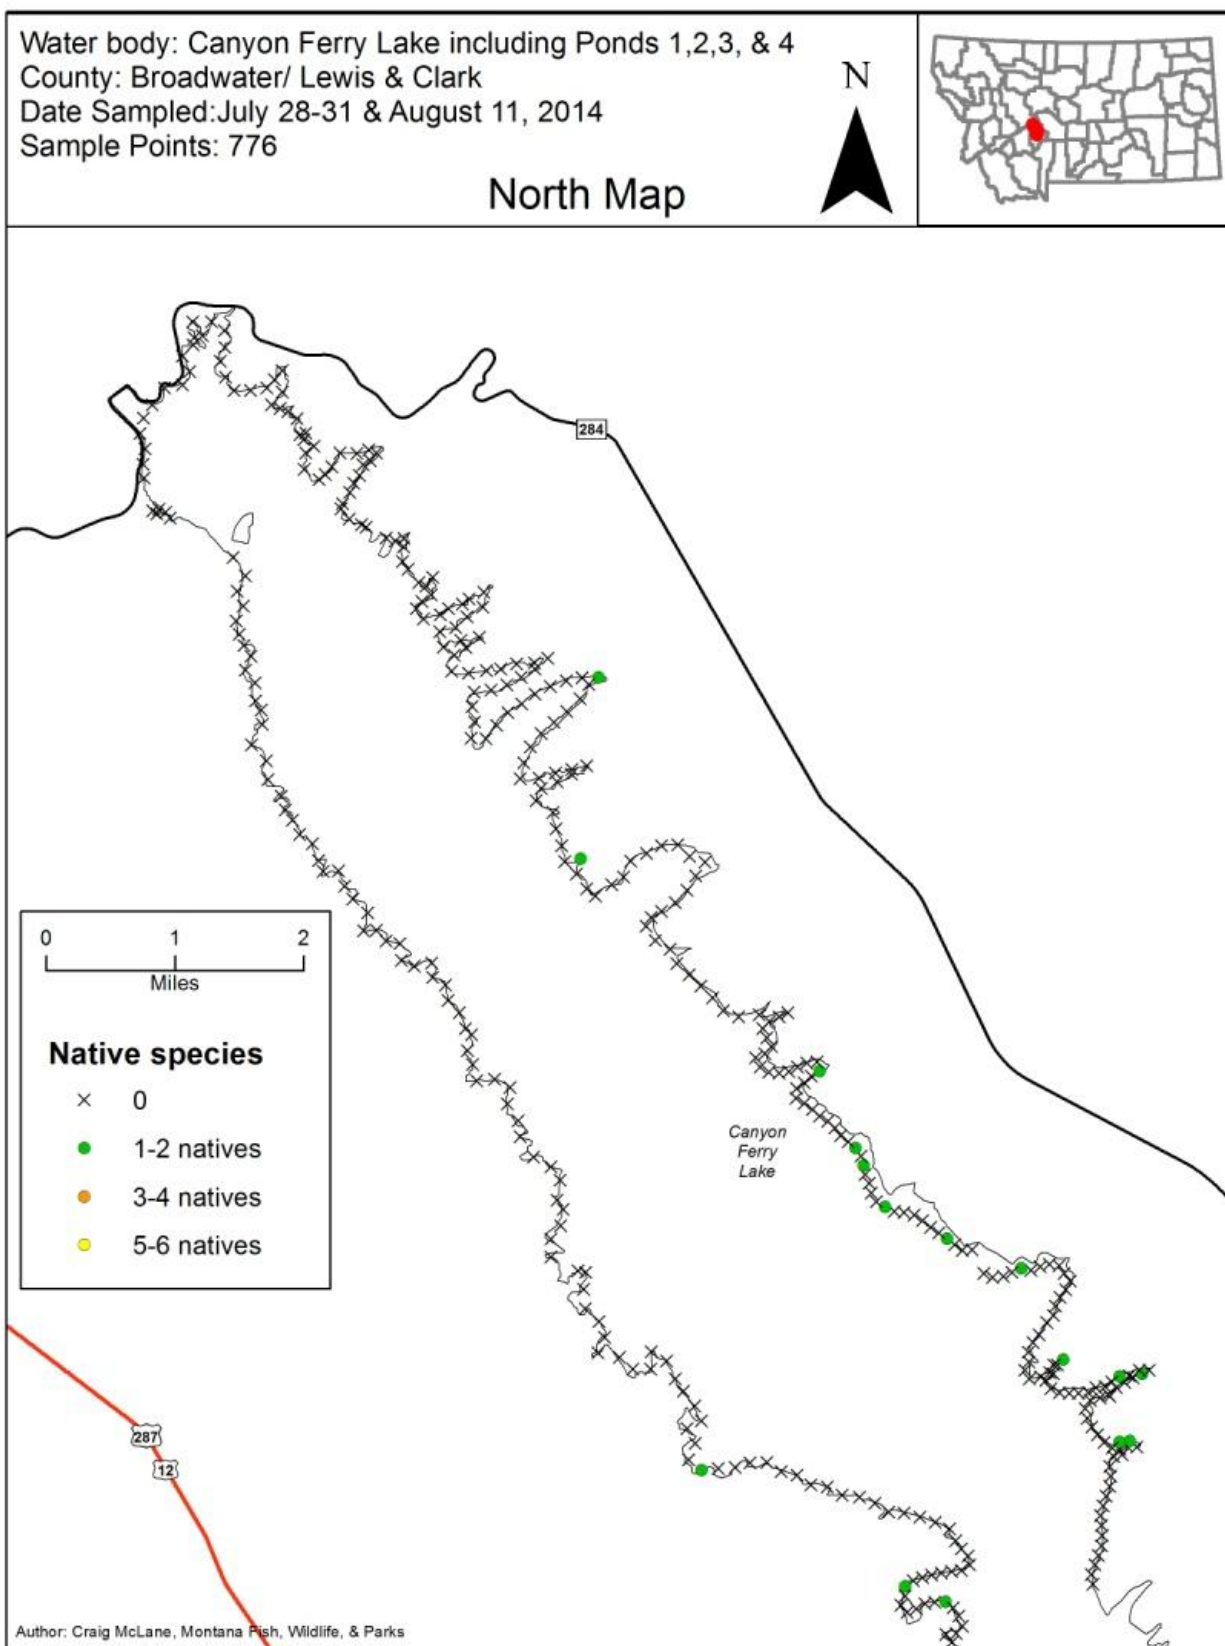 Water body: Canyon Ferry Lake including Ponds 1,2,3, & 4
County: Broadwater/ Lewis & Clark
Date Sampled:July 28-31 & August 11, 2014
Sample Points: 776
North Map
N
284
0 1 2
Miles
Native species
0
1-2 natives
3-4 natives
5-6 natives
Canyon
Ferry
Lake
287
12
Author: Craig McLane, Montana Fish, Wildlife, & Parks